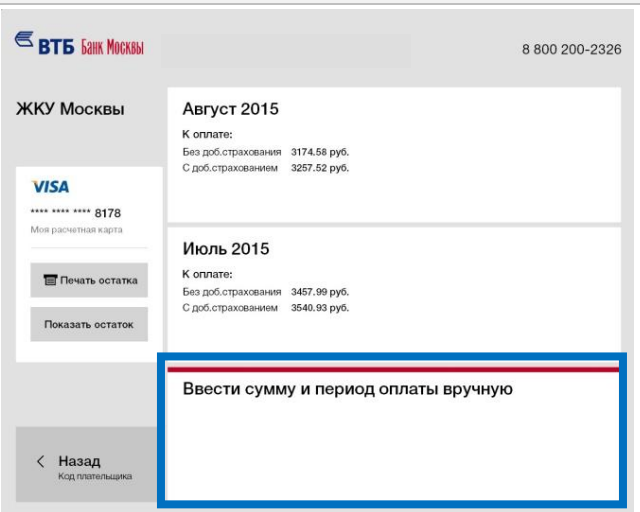 ВТБ Банк Москвы
8 800 200-2326
ЖКУ Москвы
VISA
**** **** **** 8178
Моя расчетная карта
Печать остатка
Показать остаток
Назад
Код плательщика
Август 2015
К оплате:
Без доб.страхования 3174.58 руб.
С доб.страхованием 3257.52 руб.
Июль 2015
К оплате:
Без доб.страхования 3457.99 руб.
С доб.страхованием 3540.93 руб.
Ввести сумму и период оплаты вручную